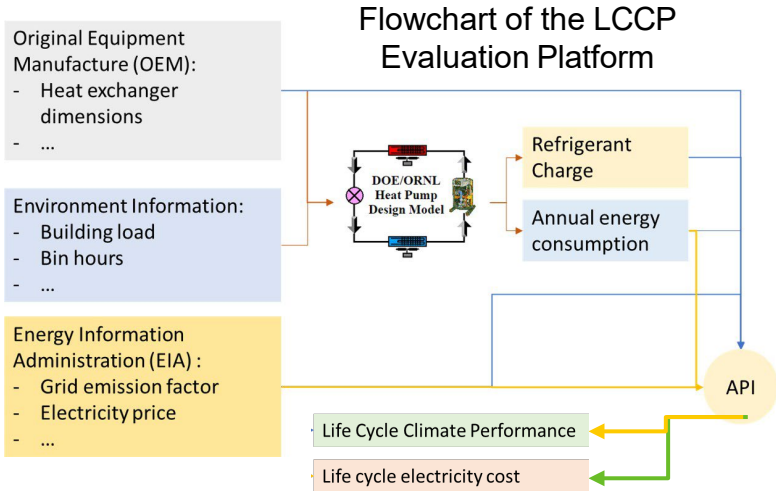 Flowchart of the LCCP
Evaluation Platform
Original Equipment
Manufacture (OEM):
- Heat exchanger
dimensions
- ...
Environment Information:
- Building load
- Bin hours
- ...
Energy Information
Administration (EIA) :
- Grid emission factor
- Electricity price
- ...
DOE/ORNL
Heat Pump
Design Model
Refrigerant
Charge
Annual energy
consumption
API
Life Cycle Climate Performance
Life cycle electricity cost